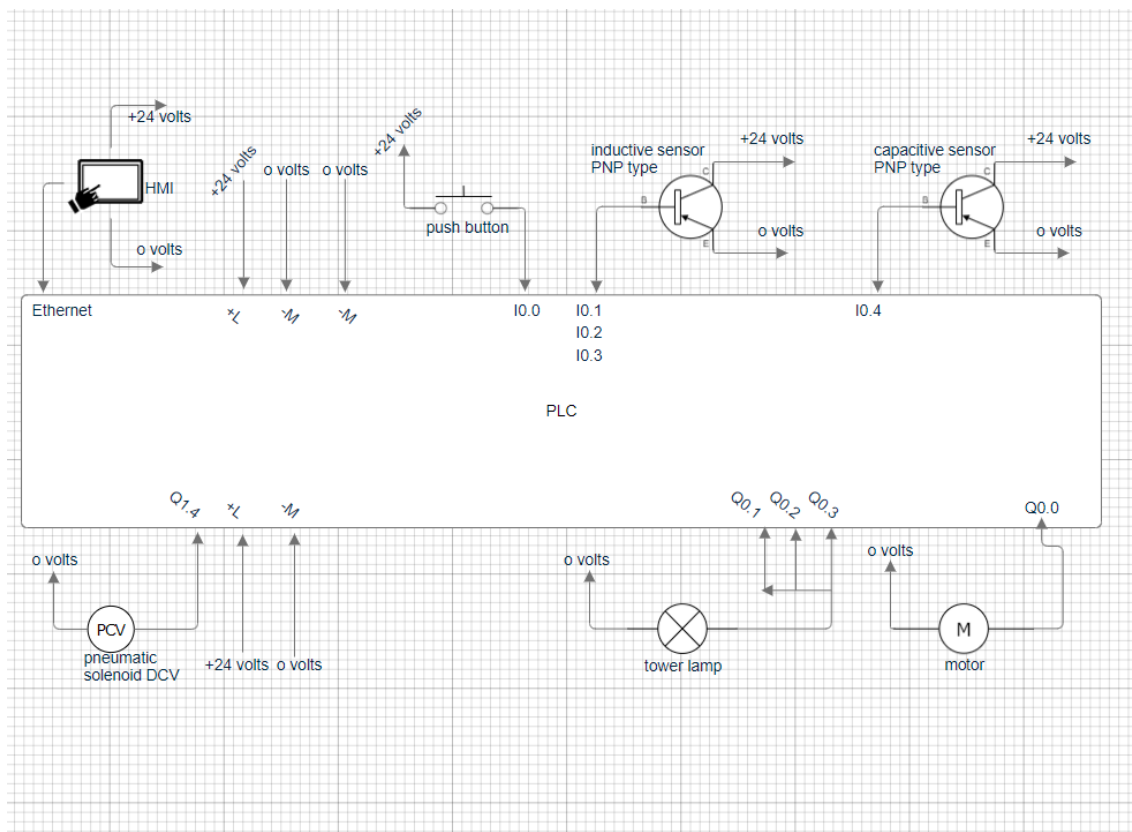 +24 volts
HMI
o volts
+24 volts
o volts
o volts
+24 volts
push button
inductive sensor
PNP type
+24 volts
C
B
E
o volts
capacitive sensor
PNP type
+24 volts
C
B
E
o volts
Ethernet
+L
-M
-M
I0.0
I0.1
I0.2
I0.3
I0.4
PLC
Q1.4
+L
-M
Q0.1
Q0.2
Q0.3
Q0.0
o volts
PCV
pneumatic
solenoid DCV
+24 volts
o volts
o volts
tower lamp
o volts
M
motor